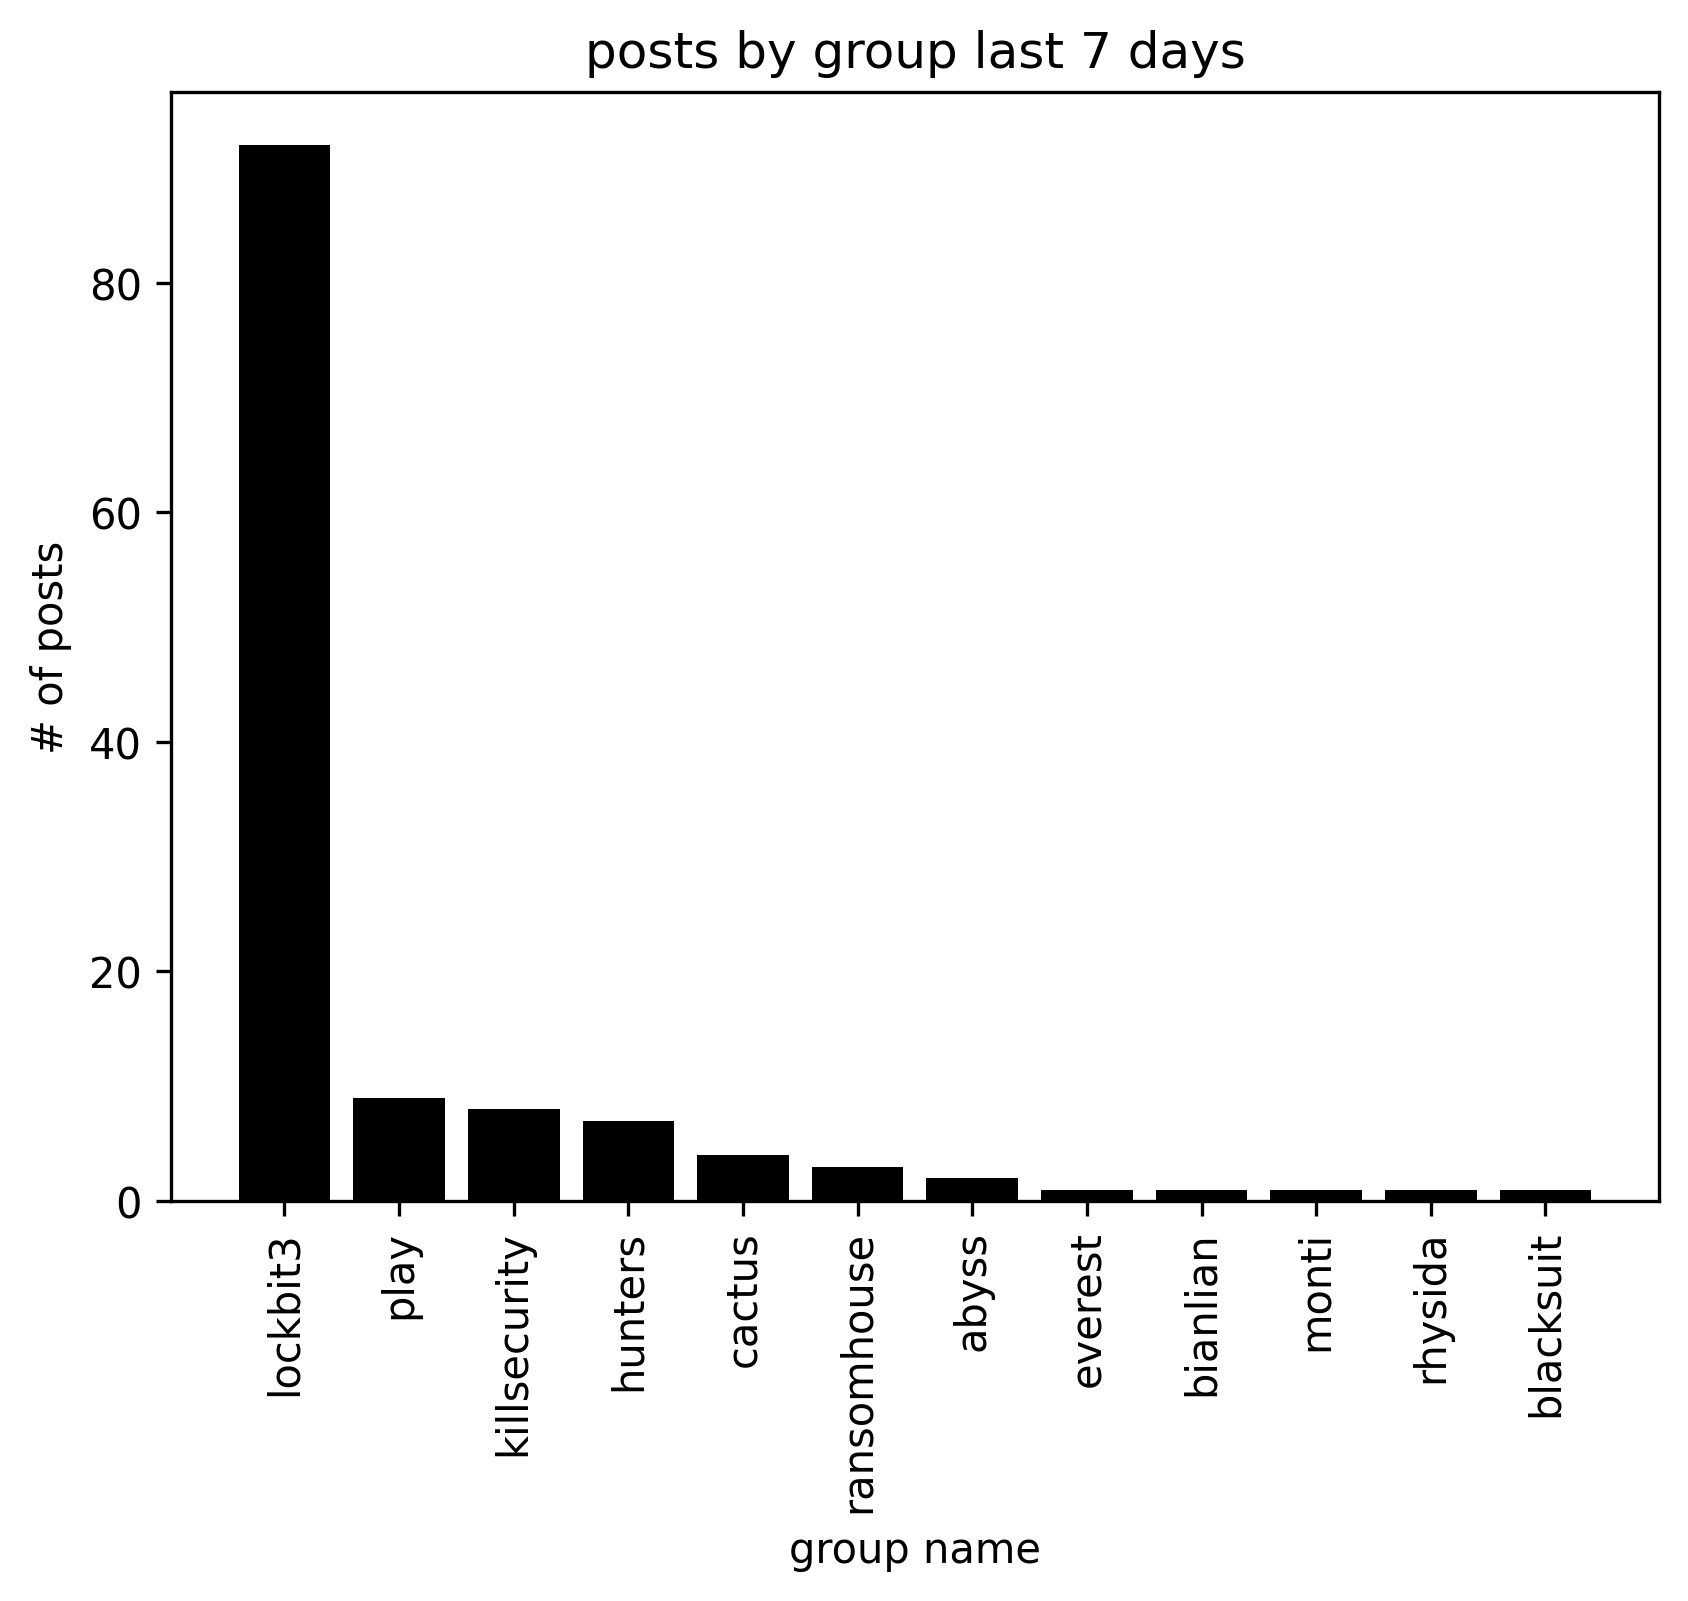 posts by group last 7 days
# of posts
80
60
40
20
0
lockbit3
play
killsecurity
hunters
cactus
ransomhouse
abyss
everest
bianlian
monti
rhysida
blacksuit
group name